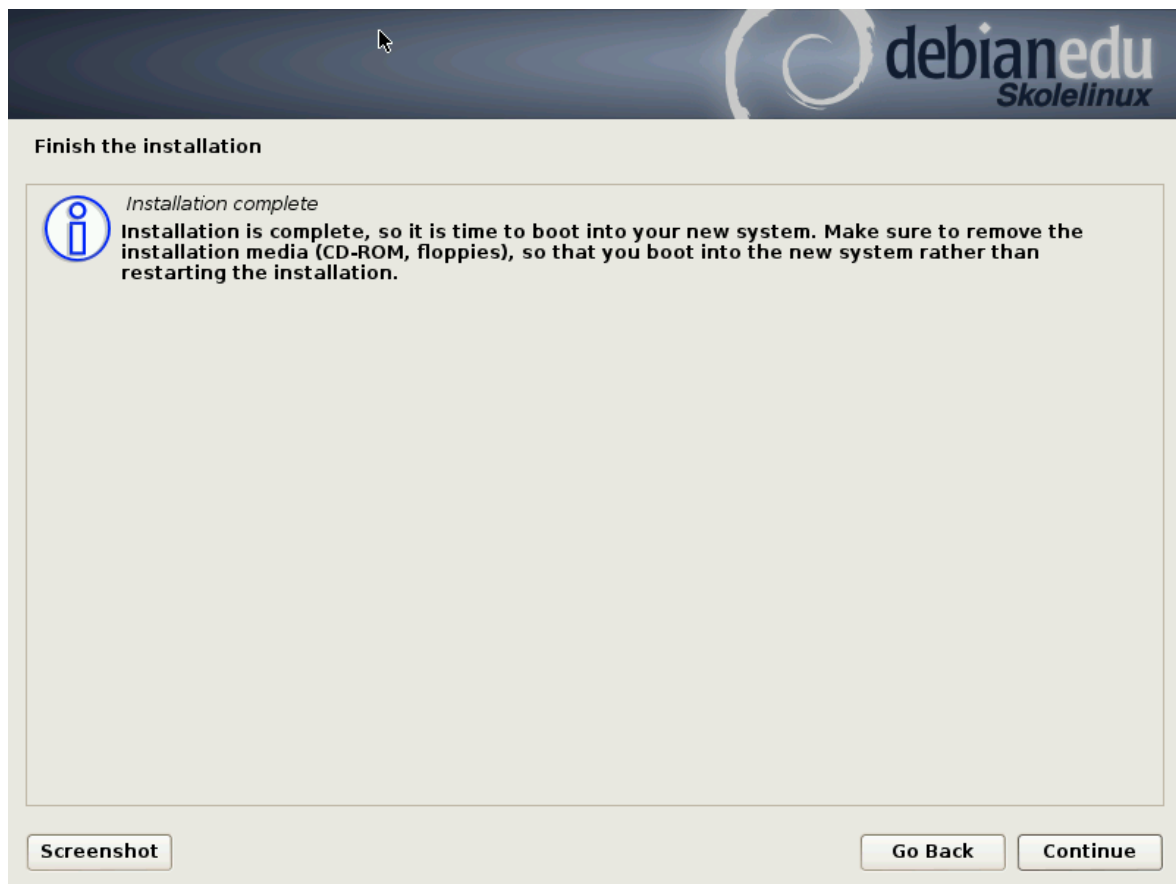 debianedu
Skolelinux
Finish the installation
Installation complete
Installation is complete, so it is time to boot into your new system. Make sure to remove the
installation media (CD-ROM, floppies), so that you boot into the new system rather than
restarting the installation.
Screenshot
Go Back
Continue